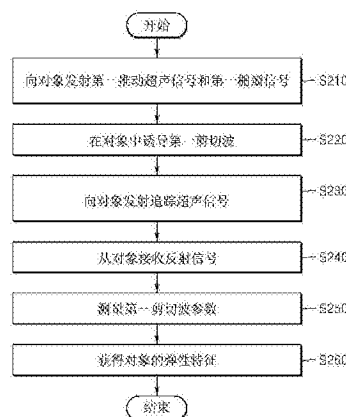 开始
向对象发射第一推动超声信号和第一栅瓣信号
S210
在对象中诱导第一剪切波
S220
向对象发射追踪超声信号
S230
从对象接收反射信号
S240
测量第一剪切波参数
S250
获得对象的弹性特征
S260
结束